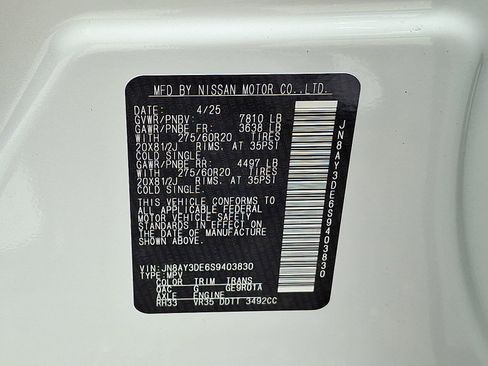 MFD BY NISSAN MOTOR CO.,LTD.
DATE: 4/25
GVWR/PNBV: 7810 LB
GAWR/PNBE FR: 3638 LB
WITH 275/60R20 TIRES
20X81/2J RIMS, AT 35PSI
COLD SINGLE
GAWR/PNBE RR: 4497 LB
WITH 275/60R20 TIRES
20X81/2J RIMS, AT 35PSI
COLD SINGLE
THIS VEHICLE CONFORMS TO
ALL APPLICABLE FEDERAL
MOTOR VEHICLE SAFETY
STANDARDS IN EFFECT ON
THE DATE OF MANUFACTURE
SHOWN ABOVE.
VIN: JN8AY3DE6S9403830
TYPE: MPV
COLOR TRIM TRANS
QAC G GE9R01A
AXLE ENGINE
RH33 VR35 DDTT 3492CC
JN8AY3DE6S9403830